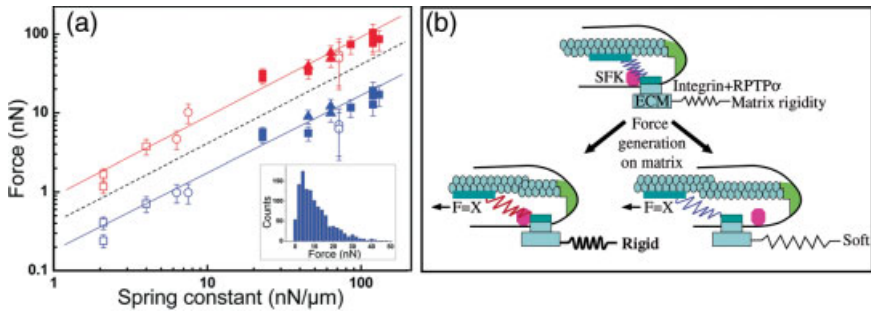 (a)
100
10
1
0.1
Force (nN)
1
10
100
Spring constant (nN/μm)
150
100
50
0
Counts
0 10 20 30 40 50
Force (nN)
(b)
SFK
Integrin+RPTPα
ECM
Matrix rigidity
Force
generation
on matrix
F=X
Rigid
F=X
Soft